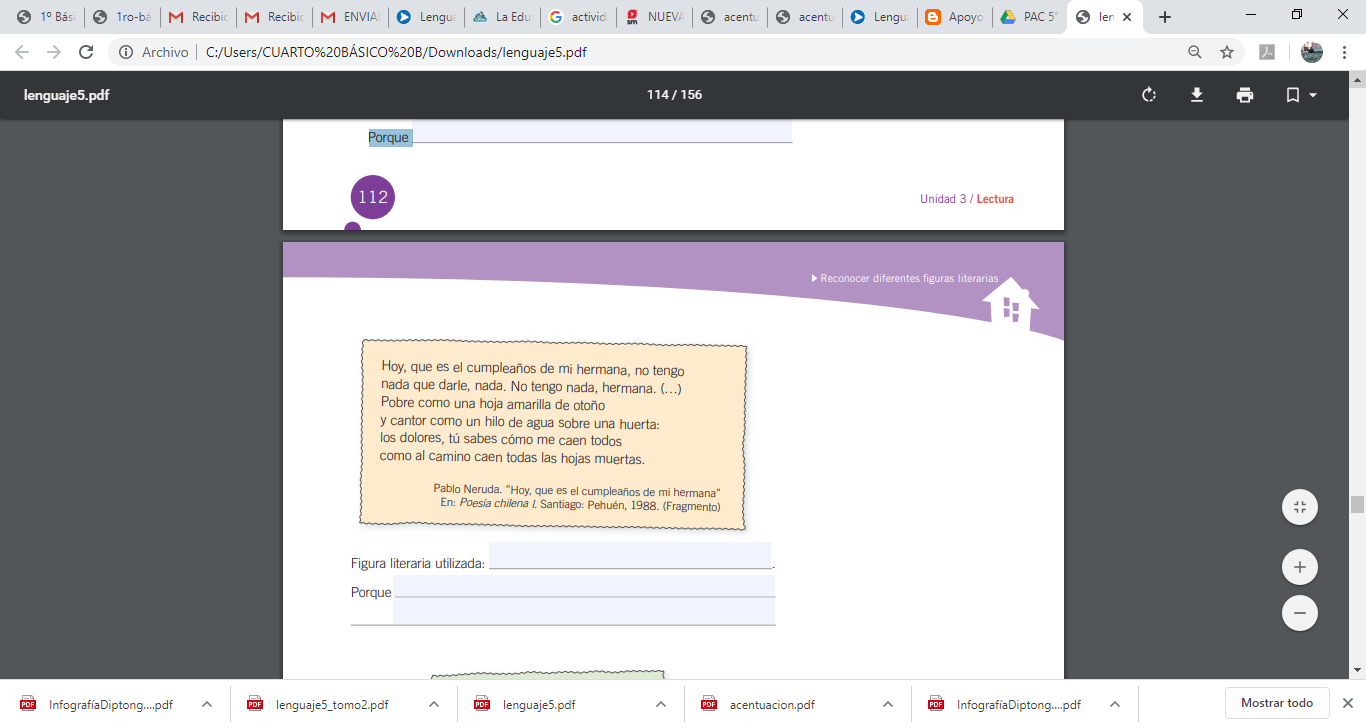 1º Bási
1ro-bá
Recibic
Recibic
ENVIAI
Lengua
La Edu
activid
NUEVA
acentu
acentu
Lengu
Apoyo
PAC 5°
len
Archivo
C:/Users/CUARTO%20BÁSICO%20B/Downloads/lenguaje5.pdf
lenguaje5.pdf
114 / 156
Porque
112
Unidad 3 / Lectura
Reconocer diferentes figuras literarias
Hoy, que es el cumpleaños de mi hermana, no tengo
nada que darle, nada. No tengo nada, hermana. (…)
Pobre como una hoja amarilla de otoño
y cantor como un hilo de agua sobre una huerta:
los dolores, tú sabes cómo me caen todos
como al camino caen todas las hojas muertas.
Pablo Neruda. “Hoy, que es el cumpleaños de mi hermana”
En: Poesía chilena I. Santiago: Pehuén, 1988. (Fragmento)
Figura literaria utilizada: .
Porque
InfografíaDiptong....pdf
lenguaje5_tomo2.pdf
lenguaje5.pdf
acentuacion.pdf
InfografíaDiptong....pdf
Mostrar todo